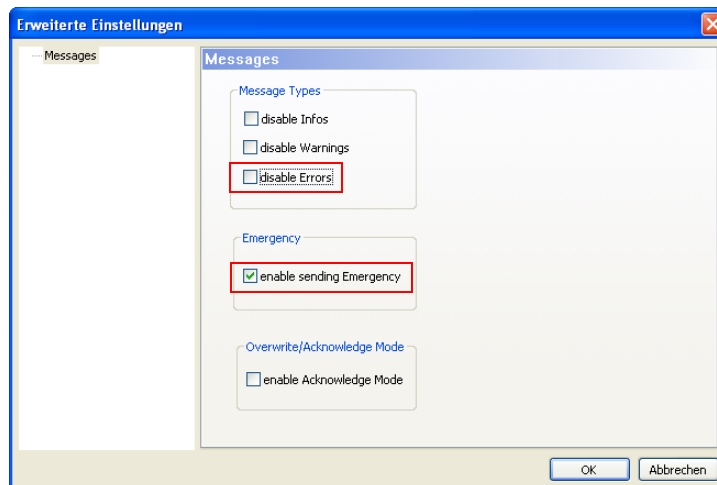 Erweiterte Einstellungen
Messages
Messages
Message Types
disable Infos
disable Warnings
disable Errors
Emergency
enable sending Emergency
Overwrite/Acknowledge Mode
enable Acknowledge Mode
OK
Abbrechen